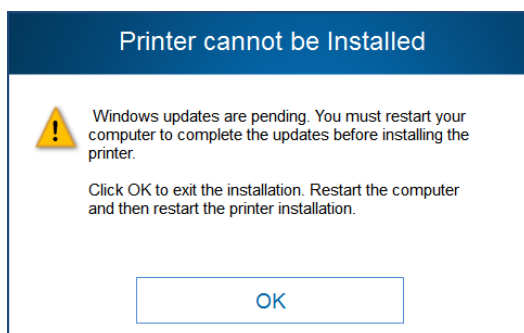 Printer cannot be Installed
Windows updates are pending. You must restart your
computer to complete the updates before installing the
printer.
Click OK to exit the installation. Restart the computer
and then restart the printer installation.
OK